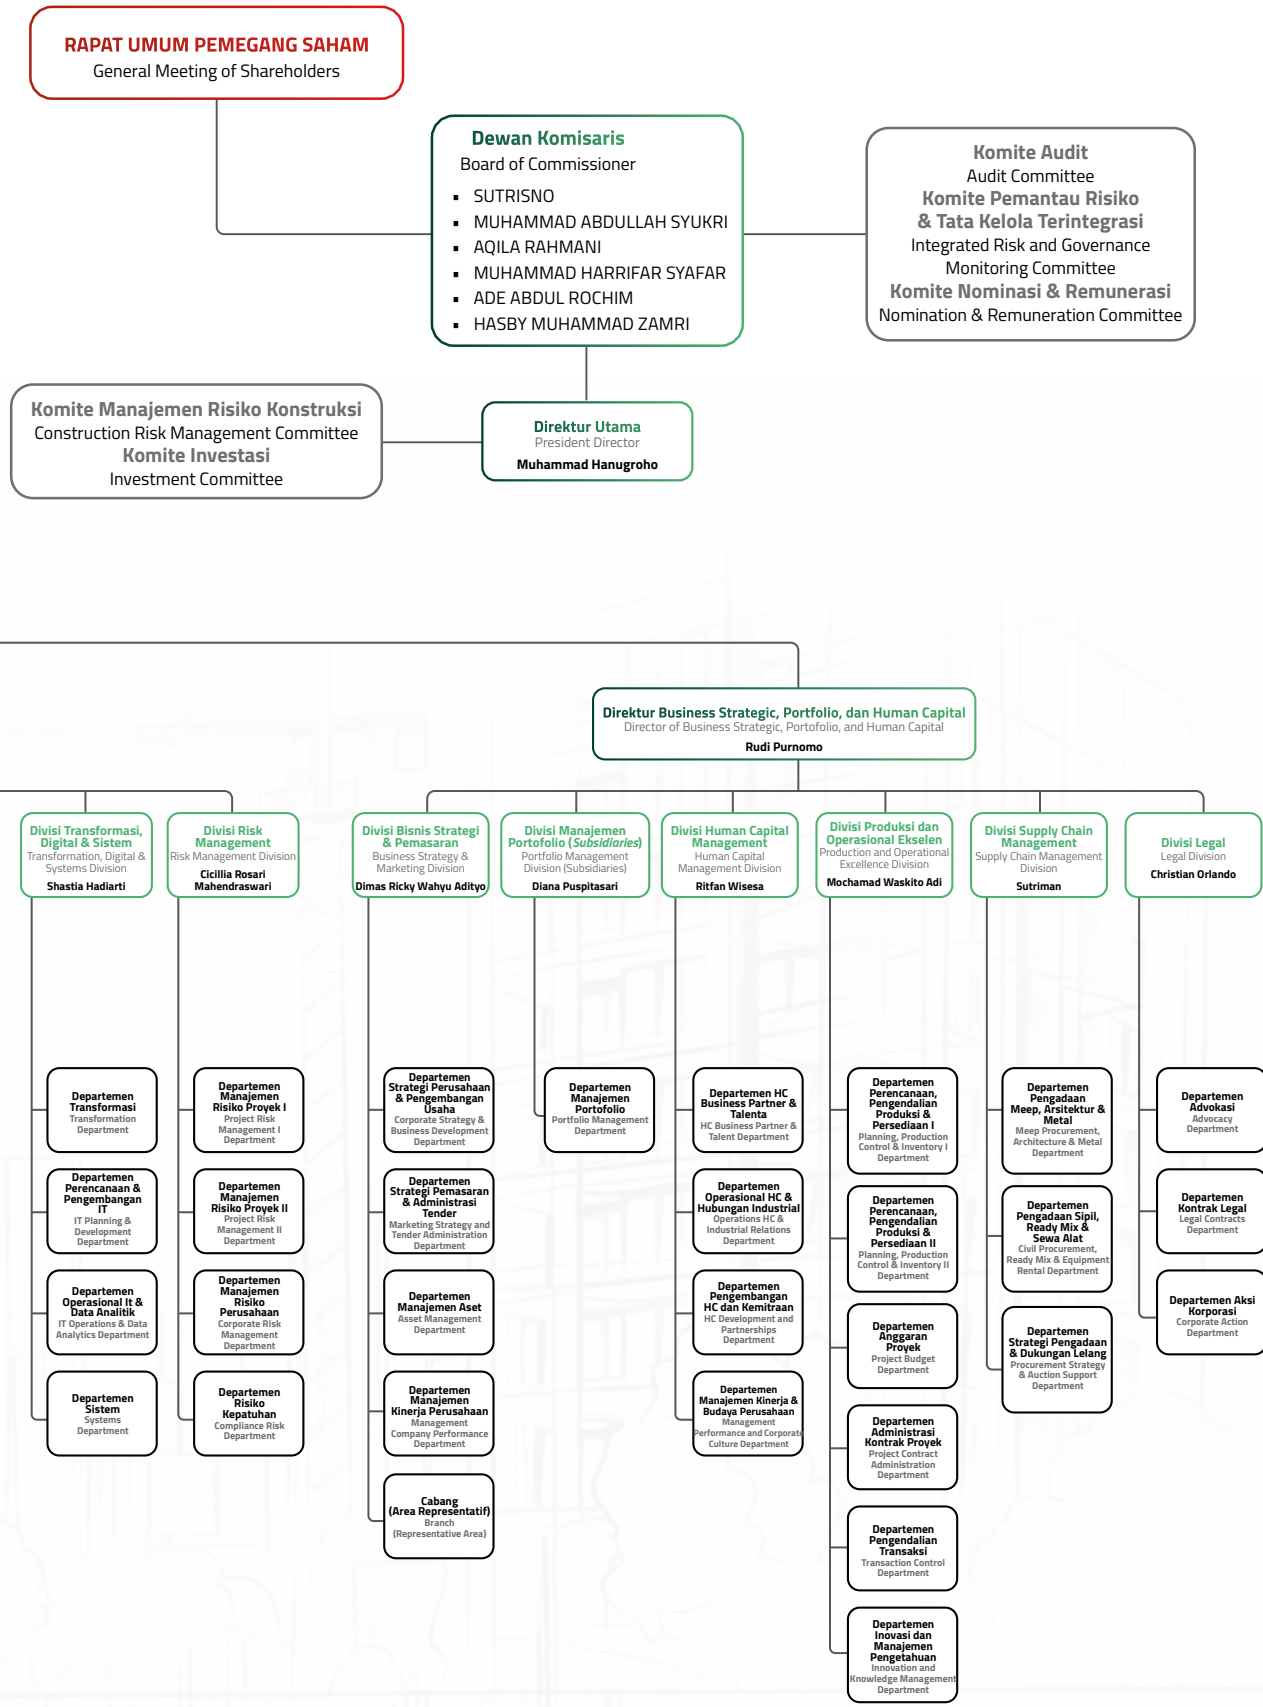 RAPAT UMUM PEMEGANG SAHAM
General Meeting of Shareholders
Dewan Komisaris
Board of Commissioner
▪ SUTRISNO
▪ MUHAMMAD ABDULLAH SYUKRI
▪ AQILA RAHMANI
▪ MUHAMMAD HARRIFAR SYAFAR
▪ ADE ABDUL ROCHIM
▪ HASBY MUHAMMAD ZAMRI
Komite Audit
Audit Committee
Komite Pemantau Risiko
& Tata Kelola Terintegrasi
Integrated Risk and Governance
Monitoring Committee
Komite Nominasi & Remunerasi
Nomination & Remuneration Committee
Komite Manajemen Risiko Konstruksi
Construction Risk Management Committee
Komite Investasi
Investment Committee
Direktur Utama
President Director
Muhammad Hanugroho
Direktur Business Strategic, Portfolio, dan Human Capital
Director of Business Strategic, Portofolio, and Human Capital
Rudi Purnomo
Divisi Transformasi,
Digital & Sistem
Transformation, Digital &
Systems Division
Shastia Hadiarti
Divisi Risk
Management
Risk Management Division
Cicillia Rosari
Mahendraswari
Divisi Bisnis Strategi
& Pemasaran
Business Strategy &
Marketing Division
Dimas Ricky Wahyu Adityo
Divisi Manajemen
Portofolio (Subsidiaries)
Portfolio Management
Division (Subsidiaries)
Diana Puspitasari
Divisi Human Capital
Management
Human Capital
Management Division
Ritfan Wisesa
Divisi Produksi dan
Operasional Ekselen
Production and Operational
Excellence Division
Mochamad Waskito Adi
Divisi Supply Chain
Management
Supply Chain Management
Division
Sutriman
Divisi Legal
Legal Division
Christian Orlando
Departemen
Transformasi
Transformation
Department
Departemen
Perencanaan &
Pengembangan
IT
IT Planning &
Development
Department
Departemen
Operasional It &
Data Analitik
IT Operations & Data
Analytics Department
Departemen
Sistem
Systems
Department
Departemen
Manajemen
Risiko Proyek I
Project Risk
Management I
Department
Departemen
Manajemen
Risiko Proyek II
Project Risk
Management II
Department
Departemen
Manajemen
Risiko
Perusahaan
Corporate Risk
Management
Department
Departemen
Risiko
Kepatuhan
Compliance Risk
Department
Departemen
Strategi Perusahaan
& Pengembangan
Usaha
Corporate Strategy &
Business Development
Department
Departemen
Strategi Pemasaran
& Administrasi
Tender
Marketing Strategy and
Tender Administration
Department
Departemen
Manajemen Aset
Asset Management
Department
Departemen
Manajemen
Kinerja Perusahaan
Management
Company Performance
Department
Cabang
(Area Representatif)
Branch
(Representative Area)
Departemen
Manajemen
Portofolio
Portfolio Management
Department
Departemen HC
Business Partner &
Talenta
HC Business Partner &
Talent Department
Departemen
Operasional HC &
Hubungan Industrial
Operations HC &
Industrial Relations
Department
Departemen
Pengembangan
HC dan Kemitraan
HC Development and
Partnerships
Department
Departemen
Manajemen Kinerja &
Budaya Perusahaan
Management
Performance and Corporate
Culture Department
Departemen
Perencanaan,
Pengendalian
Produksi &
Persediaan I
Planning, Production
Control & Inventory I
Department
Departemen
Perencanaan,
Pengendalian
Produksi &
Persediaan II
Planning, Production
Control & Inventory II
Department
Departemen
Anggaran
Proyek
Project Budget
Department
Departemen
Administrasi
Kontrak Proyek
Project Contract
Administration
Department
Departemen
Pengendalian
Transaksi
Transaction Control
Department
Departemen
Inovasi dan
Manajemen
Pengetahuan
Innovation and
Knowledge Management
Department
Departemen
Pengadaan
Meep, Arsitektur &
Metal
Meep Procurement,
Architecture & Metal
Department
Departemen
Pengadaan Sipil,
Ready Mix &
Sewa Alat
Civil Procurement,
Ready Mix & Equipment
Rental Department
Departemen
Strategi Pengadaan
& Dukungan Lelang
Procurement Strategy
& Auction Support
Department
Departemen
Advokasi
Advocacy
Department
Departemen
Kontrak Legal
Legal Contracts
Department
Departemen Aksi
Korporasi
Corporate Action
Department